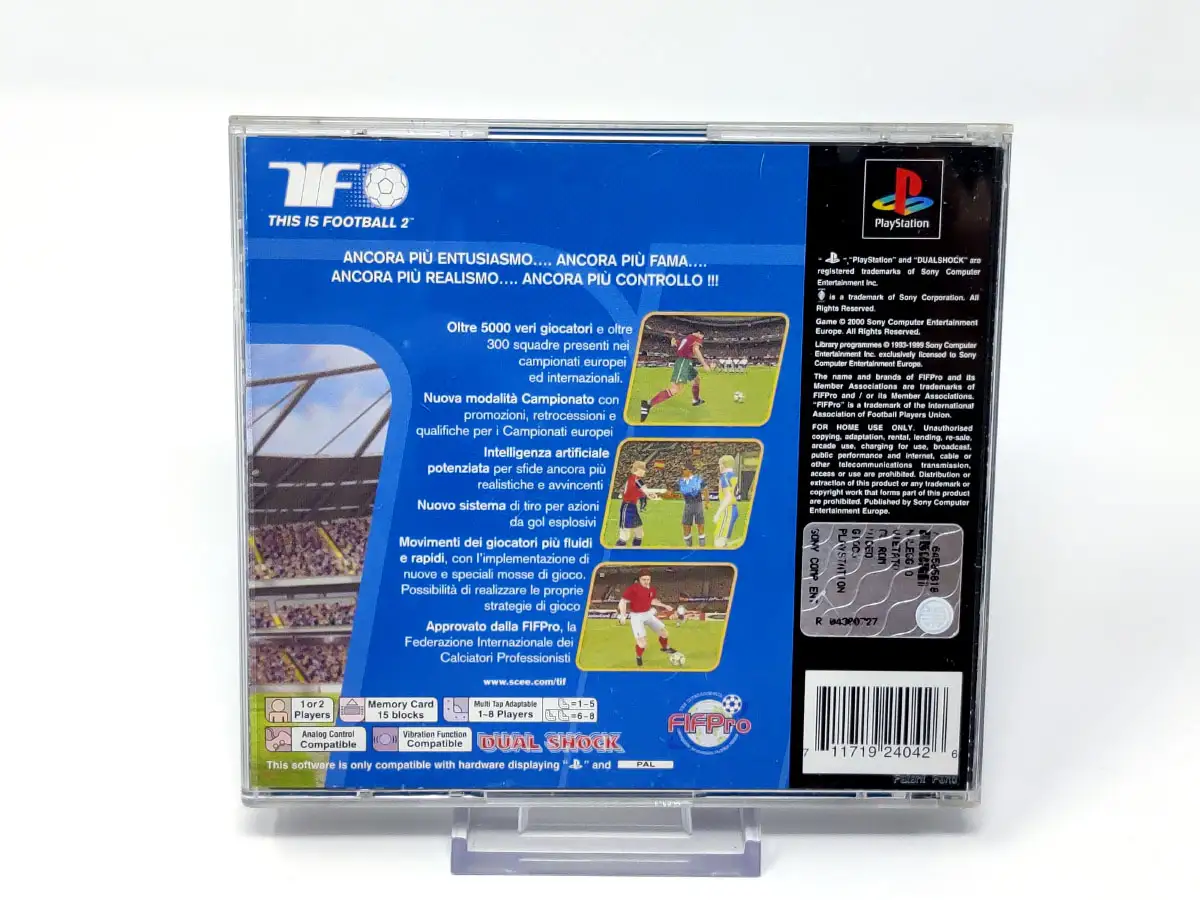 TIF
THIS IS FOOTBALL 2™
ANCORA PIÙ ENTUSIASMO.... ANCORA PIÙ FAMA....
ANCORA PIÙ REALISMO.... ANCORA PIÙ CONTROLLO !!!
Oltre 5000 veri giocatori e oltre
300 squadre presenti nei
campionati europei
ed internazionali.
Nuova modalità Campionato con
promozioni, retrocessioni e
qualifiche per i Campionati europei
Intelligenza artificiale
potenziata per sfide ancora più
realistiche e avvincenti
Nuovo sistema di tiro per azioni
da gol esplosivi
Movimenti dei giocatori più fluidi
e rapidi, con l'implementazione di
nuove e speciali mosse di gioco.
Possibilità di realizzare le proprie
strategie di gioco
Approvato dalla FIFPro, la
Federazione Internazionale dei
Calciatori Professionisti
www.scee.com/tif
1 or 2
Players
Memory Card
15 blocks
Multi Tap Adaptable
1-8 Players
=1-5
=6-8
Analog Control
Compatible
Vibration Function
Compatible
DUAL SHOCK
FIFPro
This software is only compatible with hardware displaying " " and PAL
PlayStation
" ", "PlayStation" and "DUALSHOCK" are
registered trademarks of Sony Computer
Entertainment Inc.
is a trademark of Sony Corporation. All
Rights Reserved.
Game © 2000 Sony Computer Entertainment
Europe. All Rights Reserved.
Library programmes © 1993-1999 Sony Computer
Entertainment Inc. exclusively licensed to Sony
Computer Entertainment Europe.
The name and brands of FIFPro and its
Member Associations are trademarks of
FIFPro and / or its Member Associations.
"FIFPro" is a trademark of the International
Association of Football Players Union.
FOR HOME USE ONLY. Unauthorised
copying, adaptation, rental, lending, re-sale,
arcade use, charging for use, broadcast,
public performance and internet, cable or
other telecommunications transmission,
access or use are prohibited. Distribution or
extraction of this product or any trademark or
copyright work that forms part of this product
are prohibited. Published by Sony Computer
Entertainment Europe.
PLAYSTATION
SONY COMP ENT
7 11719 24042 6